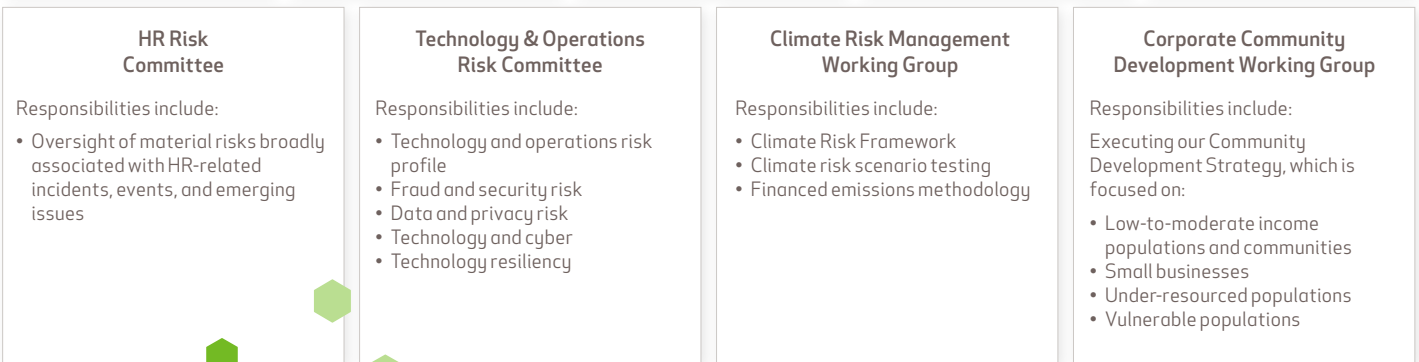 HR Risk
Committee
Responsibilities include:
• Oversight of material risks broadly
associated with HR-related
incidents, events, and emerging
issues
Technology & Operations
Risk Committee
Responsibilities include:
• Technology and operations risk
profile
• Fraud and security risk
• Data and privacy risk
• Technology and cyber
• Technology resiliency
Climate Risk Management
Working Group
Responsibilities include:
• Climate Risk Framework
• Climate risk scenario testing
• Financed emissions methodology
Corporate Community
Development Working Group
Responsibilities include:
Executing our Community
Development Strategy, which is
focused on:
• Low-to-moderate income
populations and communities
• Small businesses
• Under-resourced populations
• Vulnerable populations